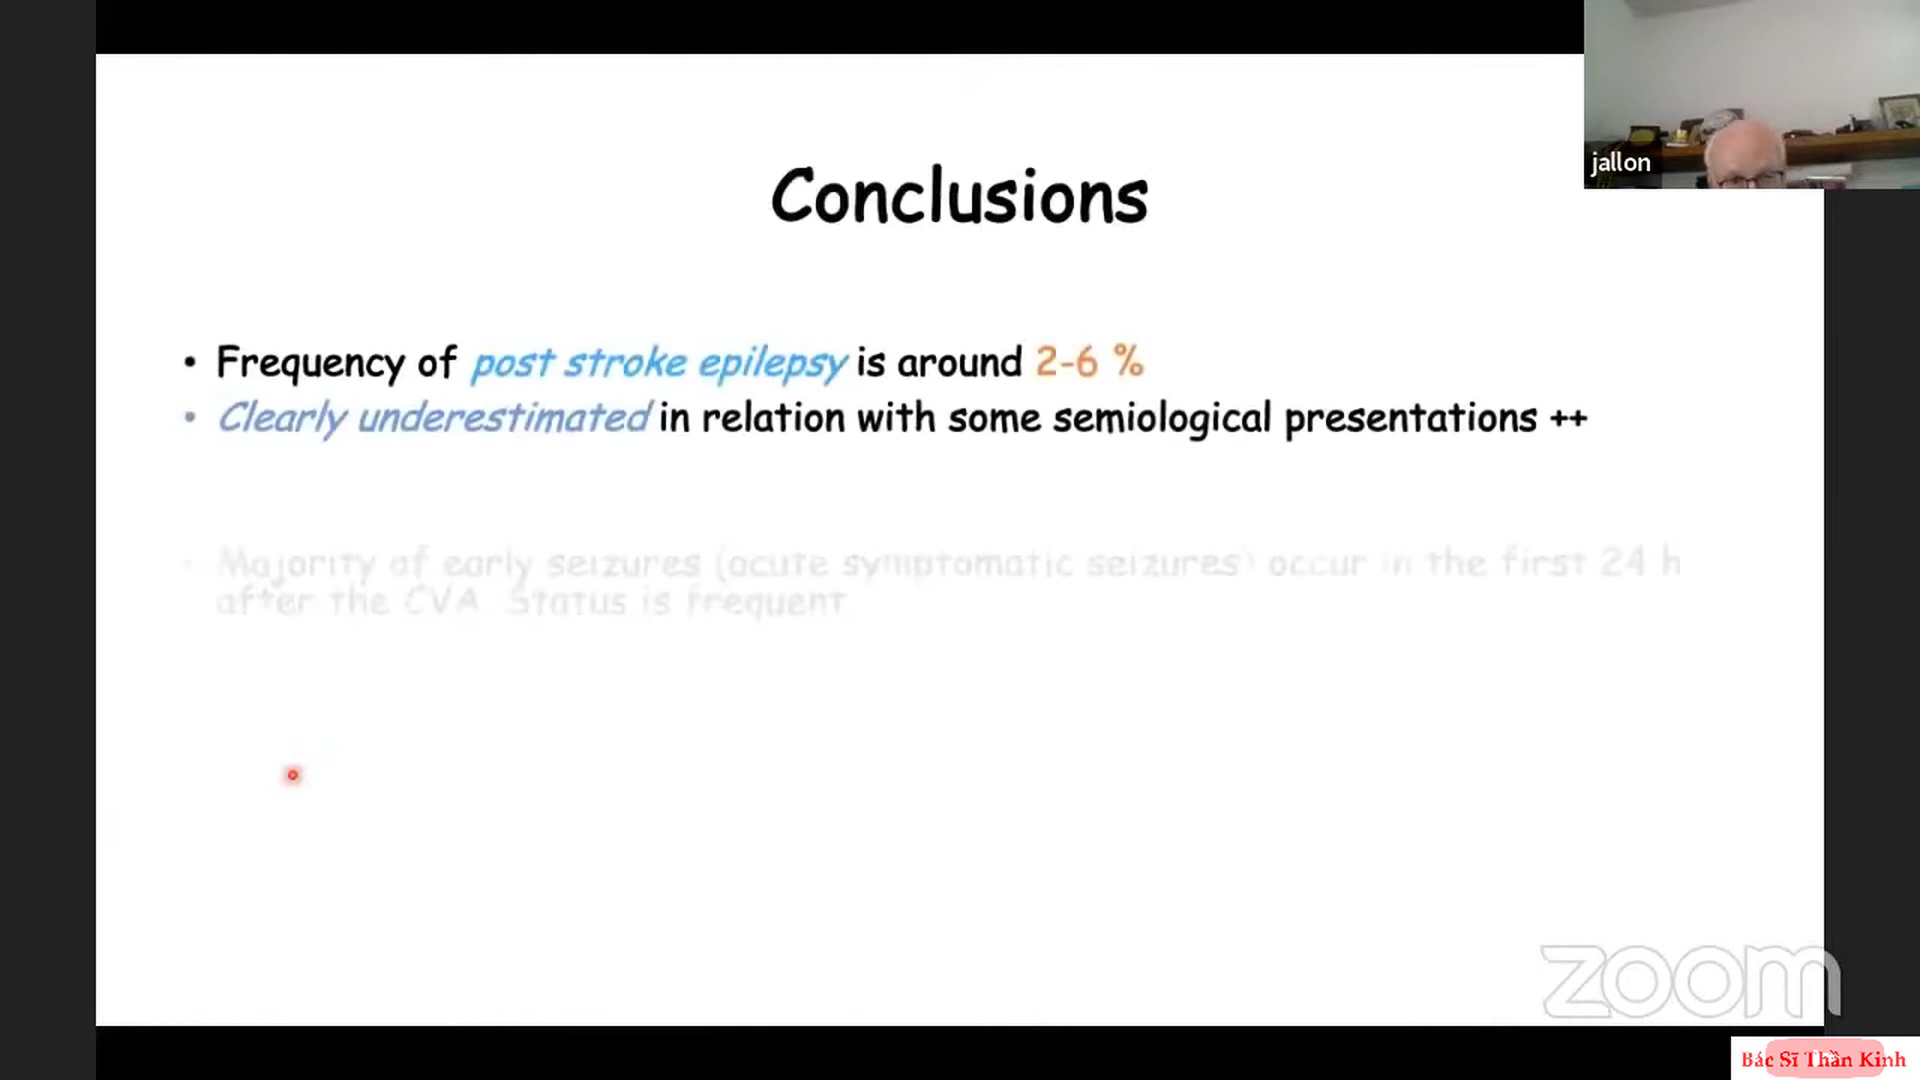 jallon
Conclusions
• Frequency of post stroke epilepsy is around 2-6 %
• Clearly underestimated in relation with some semiological presentations ++
• Majority of early seizures (acute symptomatic seizures) occur in the first 24 h
after the CVA. Status is frequent
zoom
Bác Sĩ Thần Kinh